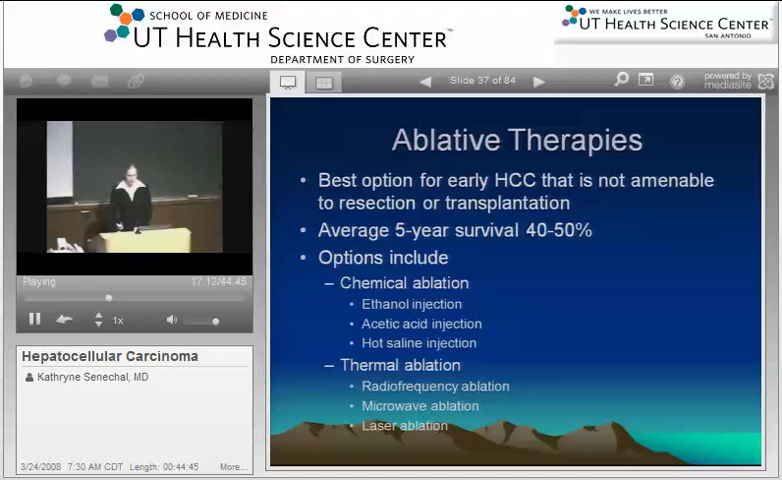 SCHOOL OF MEDICINE
UT HEALTH SCIENCE CENTER™
DEPARTMENT OF SURGERY
WE MAKE LIVES BETTER
UT HEALTH SCIENCE CENTER
SAN ANTONIO
Slide 37 of 84
powered by
mediasite
Playing
17:12/44:45
1x
Hepatocellular Carcinoma
Kathryne Senechal, MD
3/24/2008 7:30 AM CDT Length: 00:44:45 More...
Ablative Therapies
• Best option for early HCC that is not amenable
to resection or transplantation
• Average 5-year survival 40-50%
• Options include
– Chemical ablation
• Ethanol injection
• Acetic acid injection
• Hot saline injection
– Thermal ablation
• Radiofrequency ablation
• Microwave ablation
• Laser ablation